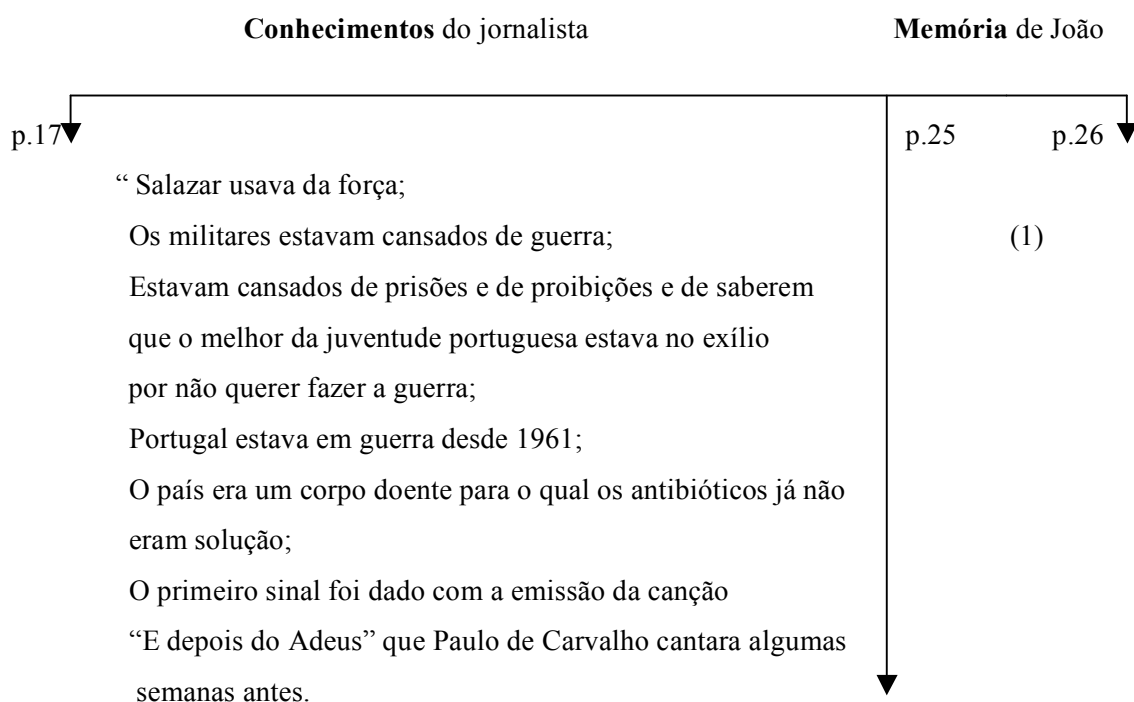 Conhecimentos do jornalista Memória de João
p.17 p.25 p.26
“ Salazar usava da força;
Os militares estavam cansados de guerra; (1)
Estavam cansados de prisões e de proibições e de saberem
que o melhor da juventude portuguesa estava no exílio
por não querer fazer a guerra;
Portugal estava em guerra desde 1961;
O país era um corpo doente para o qual os antibióticos já não
eram solução;
O primeiro sinal foi dado com a emissão da canção
“E depois do Adeus” que Paulo de Carvalho cantara algumas
semanas antes.